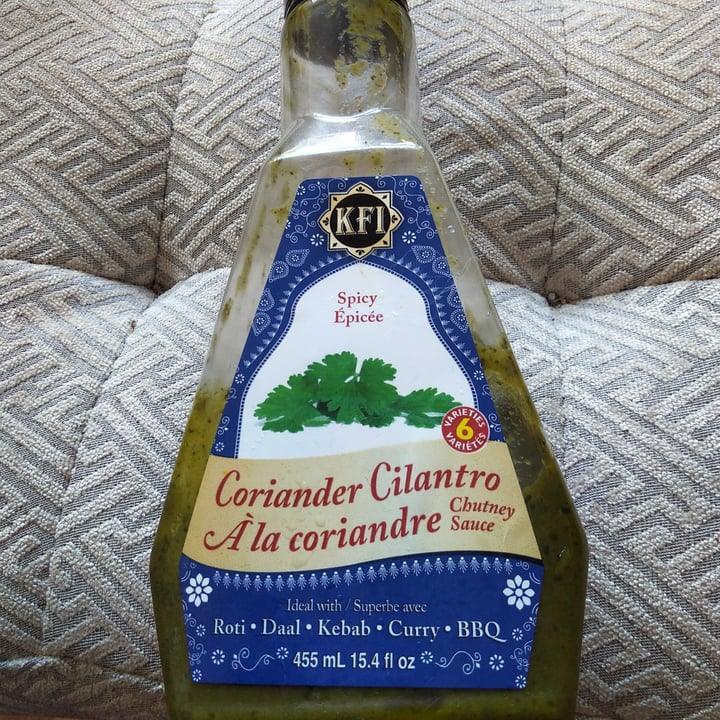 KFI
Spicy
Épicée
VARIETIES
6
VARIÉTÉS
Coriander Cilantro
À la coriandre
Chutney
Sauce
Ideal with / Superbe avec
Roti • Daal • Kebab • Curry • BBQ
455 mL 15.4 fl oz